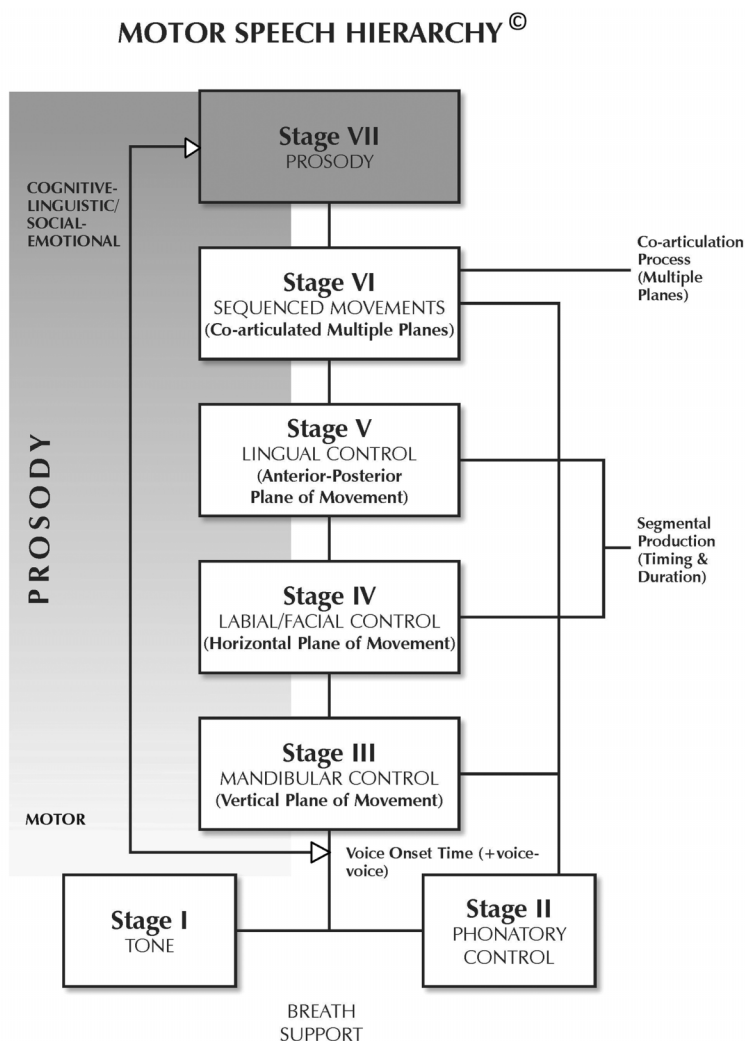 MOTOR SPEECH HIERARCHY©
Stage VII
PROSODY
COGNITIVE-
LINGUISTIC/
SOCIAL-
EMOTIONAL
Stage VI
SEQUENCED MOVEMENTS
(Co-articulated Multiple Planes)
Co-articulation
Process
(Multiple
Planes)
Stage V
LINGUAL CONTROL
(Anterior-Posterior
Plane of Movement)
PROSODY
Segmental
Production
(Timing &
Duration)
Stage IV
LABIAL/FACIAL CONTROL
(Horizontal Plane of Movement)
Stage III
MANDIBULAR CONTROL
(Vertical Plane of Movement)
MOTOR
Voice Onset Time (+voice-
voice)
Stage I
TONE
Stage II
PHONATORY
CONTROL
BREATH
SUPPORT